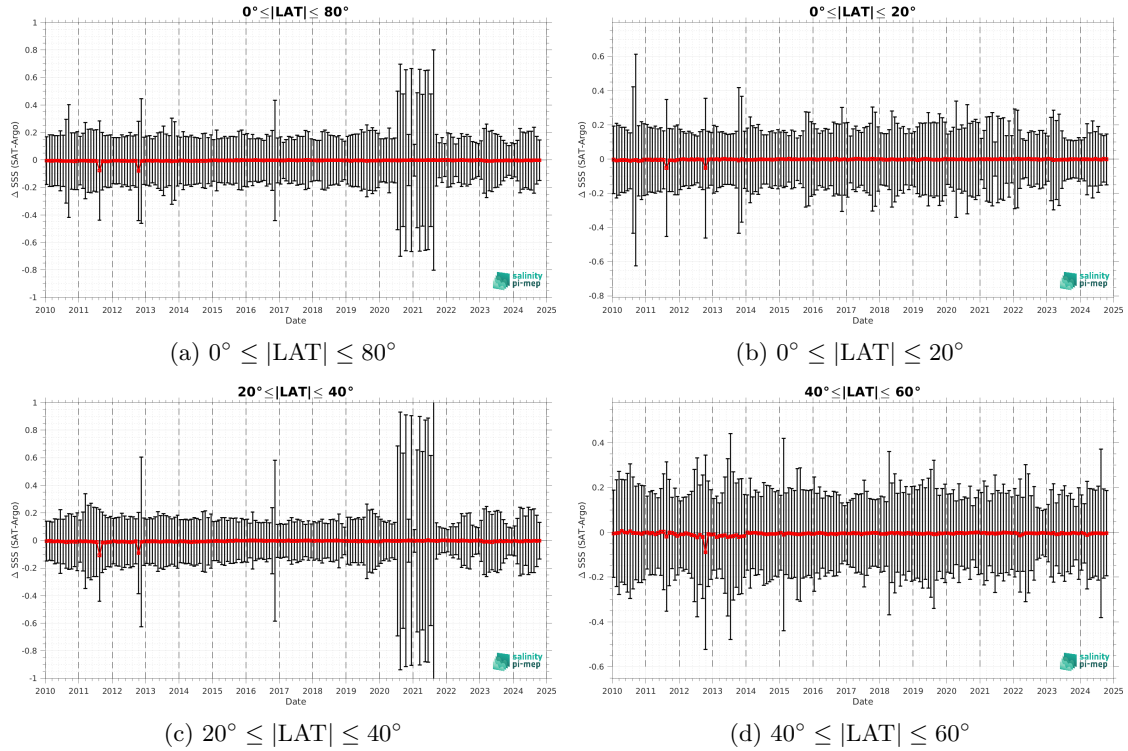 0°≤|LAT|≤ 80°
1
0.8
0.6
0.4
0.2
0
-0.2
-0.4
-0.6
-0.8
-1
Δ SSS (SAT-Argo)
2010 2011 2012 2013 2014 2015 2016 2017 2018 2019 2020 2021 2022 2023 2024 2025
Date
salinity
pi-mep
(a) 0° ≤ |LAT| ≤ 80°
0°≤|LAT|≤ 20°
0.6
0.4
0.2
0
-0.2
-0.4
-0.6
-0.8
Δ SSS (SAT-Argo)
2010 2011 2012 2013 2014 2015 2016 2017 2018 2019 2020 2021 2022 2023 2024 2025
Date
salinity
pi-mep
(b) 0° ≤ |LAT| ≤ 20°
20°≤|LAT|≤ 40°
1
0.8
0.6
0.4
0.2
0
-0.2
-0.4
-0.6
-0.8
-1
Δ SSS (SAT-Argo)
2010 2011 2012 2013 2014 2015 2016 2017 2018 2019 2020 2021 2022 2023 2024 2025
Date
salinity
pi-mep
(c) 20° ≤ |LAT| ≤ 40°
40°≤|LAT|≤ 60°
0.4
0.2
0
-0.2
-0.4
-0.6
Δ SSS (SAT-Argo)
2010 2011 2012 2013 2014 2015 2016 2017 2018 2019 2020 2021 2022 2023 2024 2025
Date
salinity
pi-mep
(d) 40° ≤ |LAT| ≤ 60°